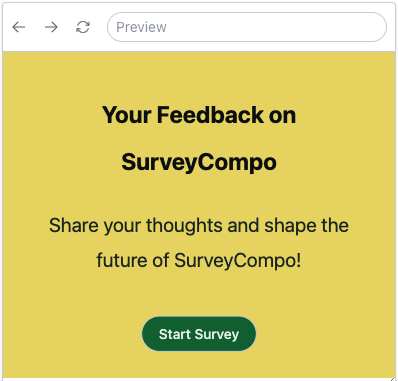 Preview
Your Feedback on
SurveyCompo
Share your thoughts and shape the
future of SurveyCompo!
Start Survey